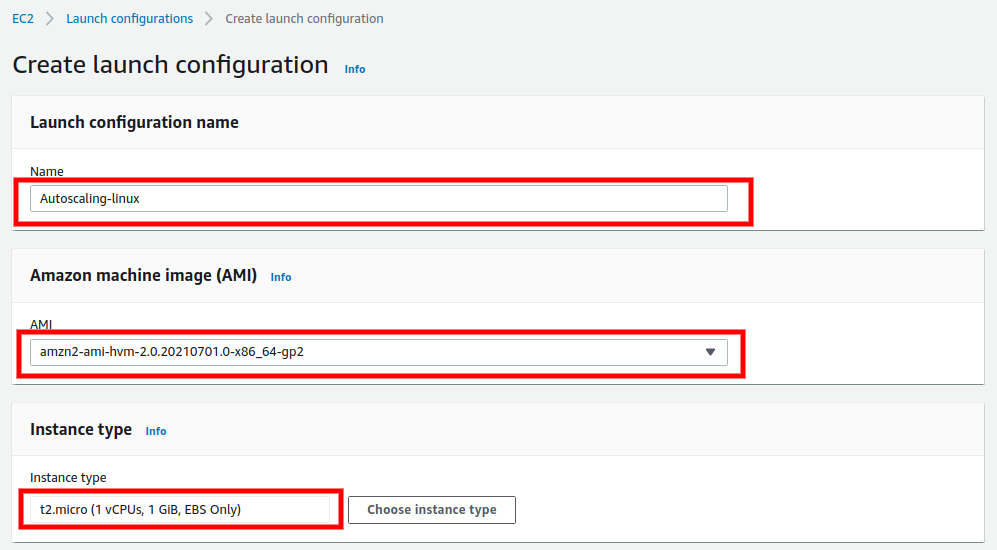 EC2 > Launch configurations > Create launch configuration
Create launch configuration Info
Launch configuration name
Name
Autoscaling-linux
Amazon machine image (AMI) Info
AMI
amzn2-ami-hvm-2.0.20210701.0-x86_64-gp2
Instance type Info
Instance type
t2.micro (1 vCPUs, 1 GiB, EBS Only) Choose instance type